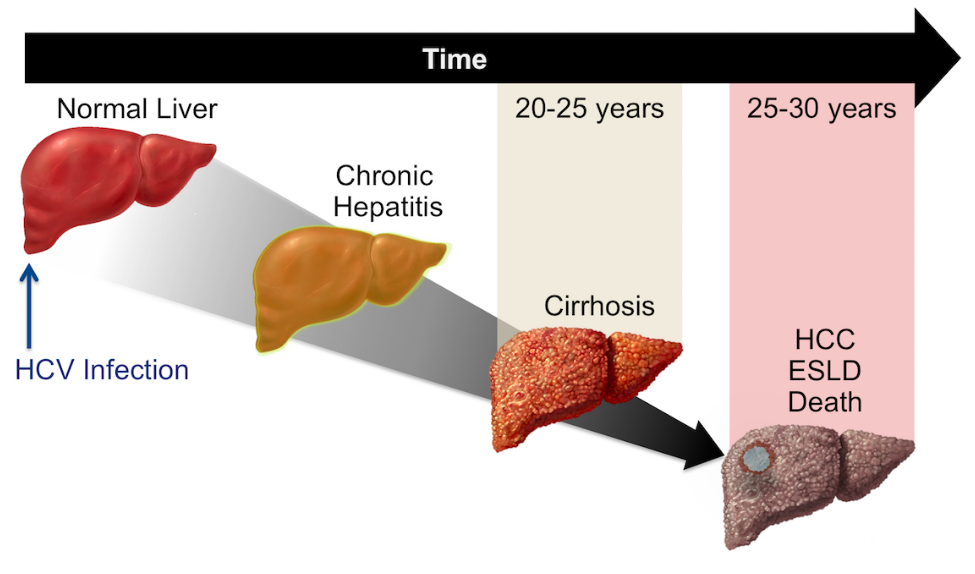 Time
Normal Liver
20-25 years
25-30 years
Chronic
Hepatitis
Cirrhosis
HCC
ESLD
Death
HCV Infection